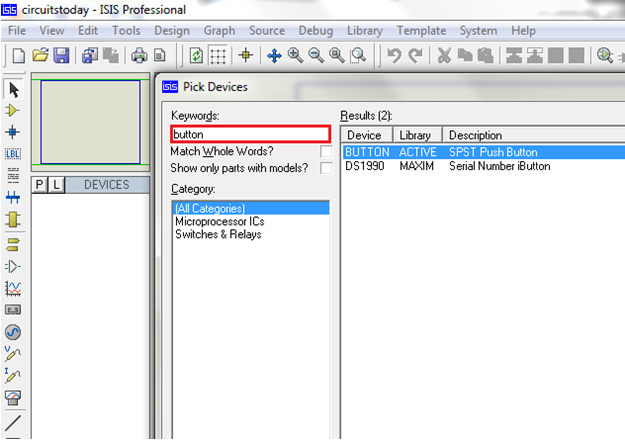 ISIS circuitstoday - ISIS Professional
File View Edit Tools Design Graph Source Debug Library Template System Help
ISIS Pick Devices
Keywords:
button
Match Whole Words?
Show only parts with models?
Category:
(All Categories)
Microprocessor ICs
Switches & Relays
Results (2):
Device Library Description
BUTTON ACTIVE SPST Push Button
DS1990 MAXIM Serial Number iButton
P L DEVICES
LBL
V
I